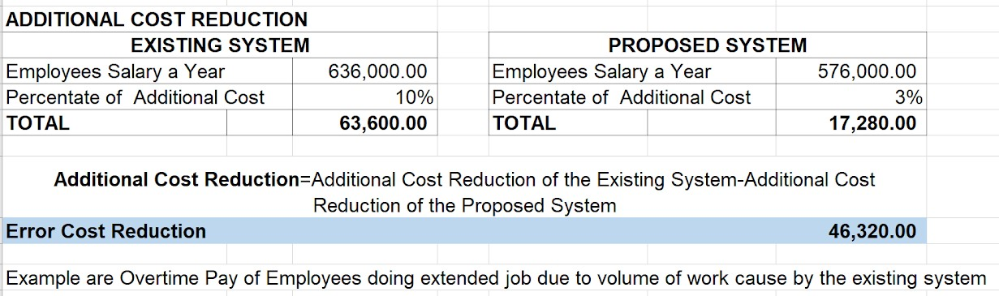 ADDITIONAL COST REDUCTION
EXISTING SYSTEM PROPOSED SYSTEM
Employees Salary a Year 636,000.00 Employees Salary a Year 576,000.00
Percentate of Additional Cost 10% Percentate of Additional Cost 3%
TOTAL 63,600.00 TOTAL 17,280.00
Additional Cost Reduction=Additional Cost Reduction of the Existing System-Additional Cost
Reduction of the Proposed System
Error Cost Reduction 46,320.00
Example are Overtime Pay of Employees doing extended job due to volume of work cause by the existing system